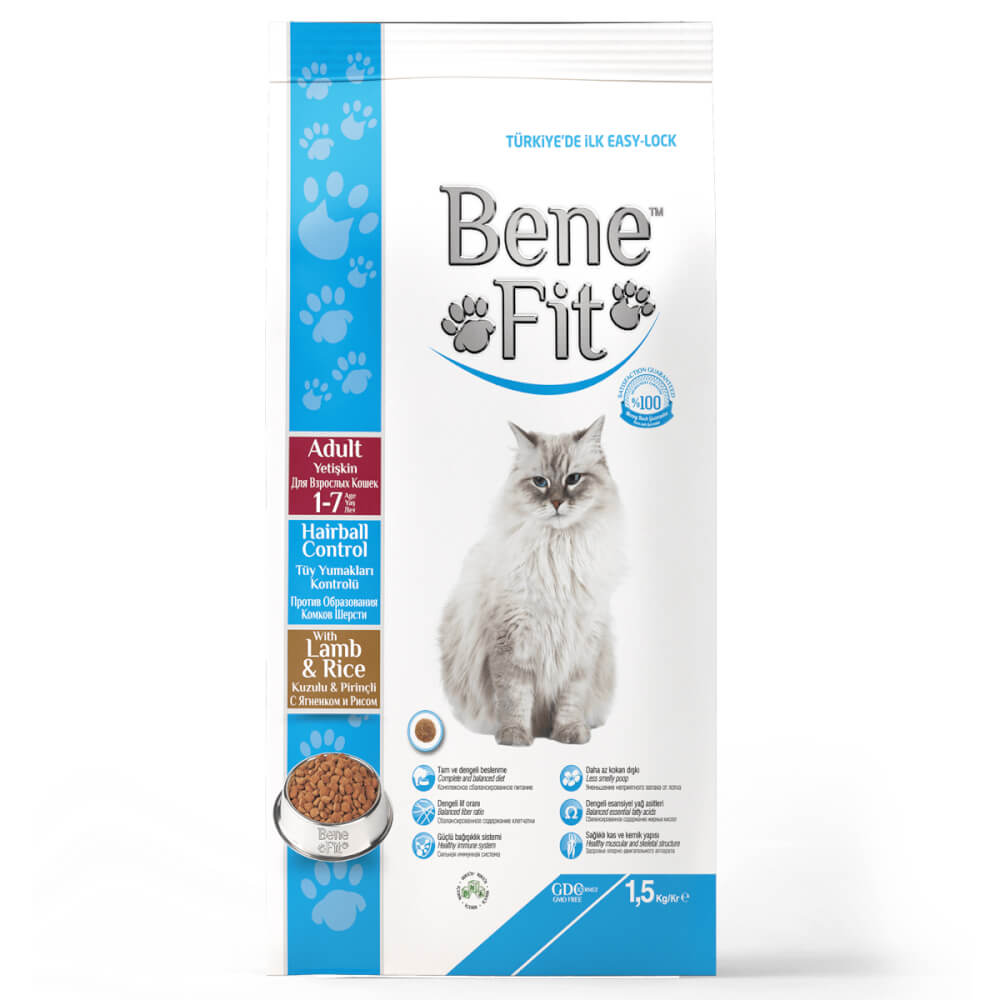 TÜRKİYE'DE İLK EASY-LOCK
Bene™
Fit
SATISFACTION GUARANTEED
%100
Adult
Yetişkin
Для Взрослых Кошек
1-7 Age
Yaş
Лет
Hairball
Control
Tüy Yumakları
Kontrolü
Против Образования
Комков Шерсти
With
Lamb
& Rice
Kuzulu & Pirinçli
С Ягненком и Рисом
Bene
Fit
Tam ve dengeli beslenme
Complete and balanced diet
Комплексное сбалансированное питание
Dengeli lif oranı
Balanced fiber ratio
Сбалансированное содержание клетчатки
Güçlü bağışıklık sistemi
Healthy immune system
Сильная иммунная система
Daha az kokan dışkı
Less smelly poop
Уменьшение неприятного запаха от лотка
Dengeli esansiyel yağ asitleri
Balanced essential fatty acids
Сбалансированное содержание жирных кислот
Sağlıklı kas ve kemik yapısı
Healthy muscular and skeletal structure
Здоровье опорно-двигательного аппарата
GMO FREE
1,5 Kg/Кг e